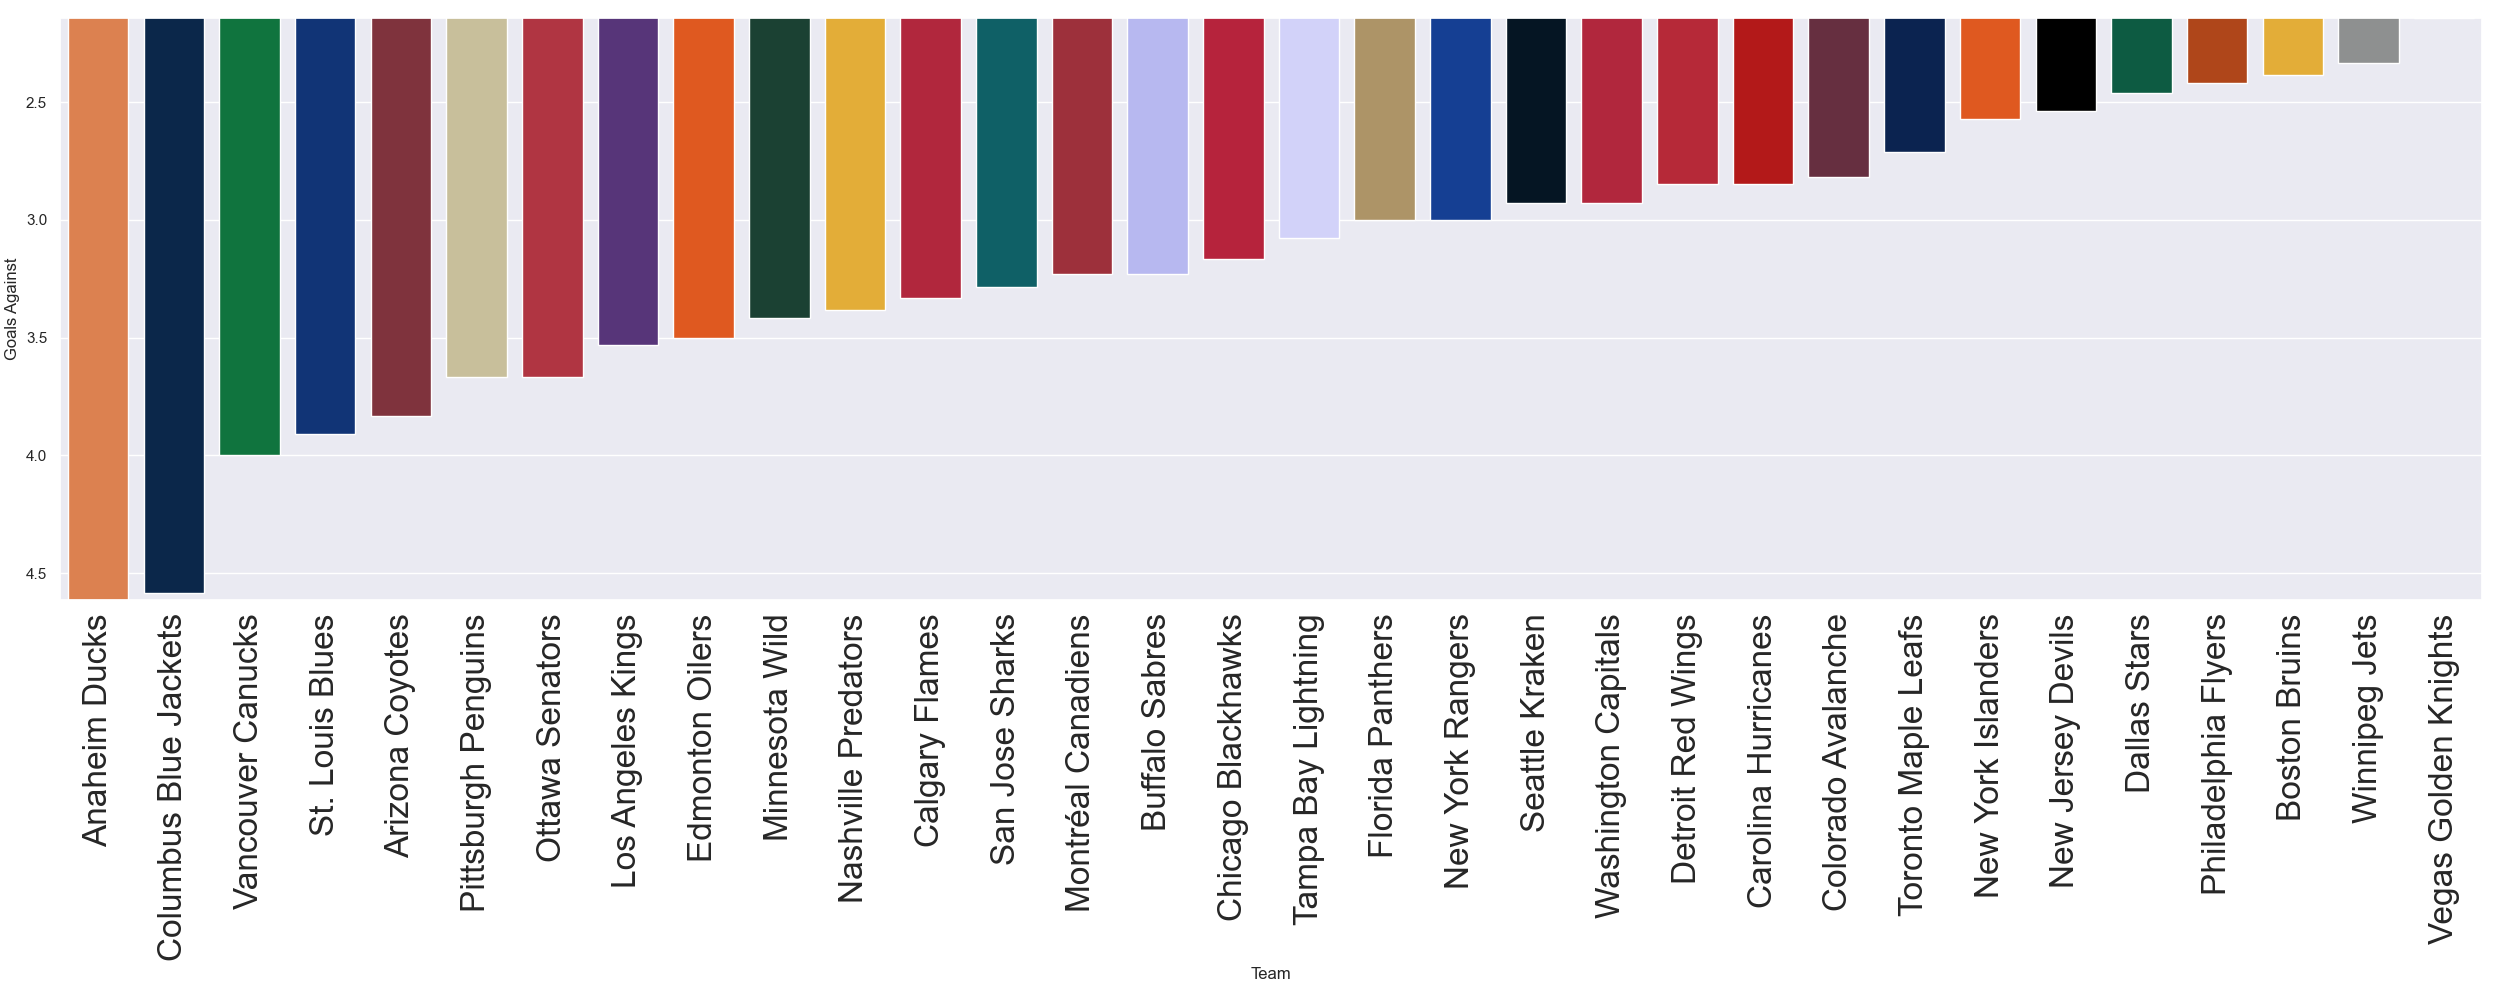 Goals Against
2.5
3.0
3.5
4.0
4.5
Anaheim Ducks
Columbus Blue Jackets
Vancouver Canucks
St. Louis Blues
Arizona Coyotes
Pittsburgh Penguins
Ottawa Senators
Los Angeles Kings
Edmonton Oilers
Minnesota Wild
Nashville Predators
Calgary Flames
San Jose Sharks
Montréal Canadiens
Buffalo Sabres
Chicago Blackhawks
Tampa Bay Lightning
Florida Panthers
New York Rangers
Seattle Kraken
Washington Capitals
Detroit Red Wings
Carolina Hurricanes
Colorado Avalanche
Toronto Maple Leafs
New York Islanders
New Jersey Devils
Dallas Stars
Philadelphia Flyers
Boston Bruins
Winnipeg Jets
Vegas Golden Knights
Team